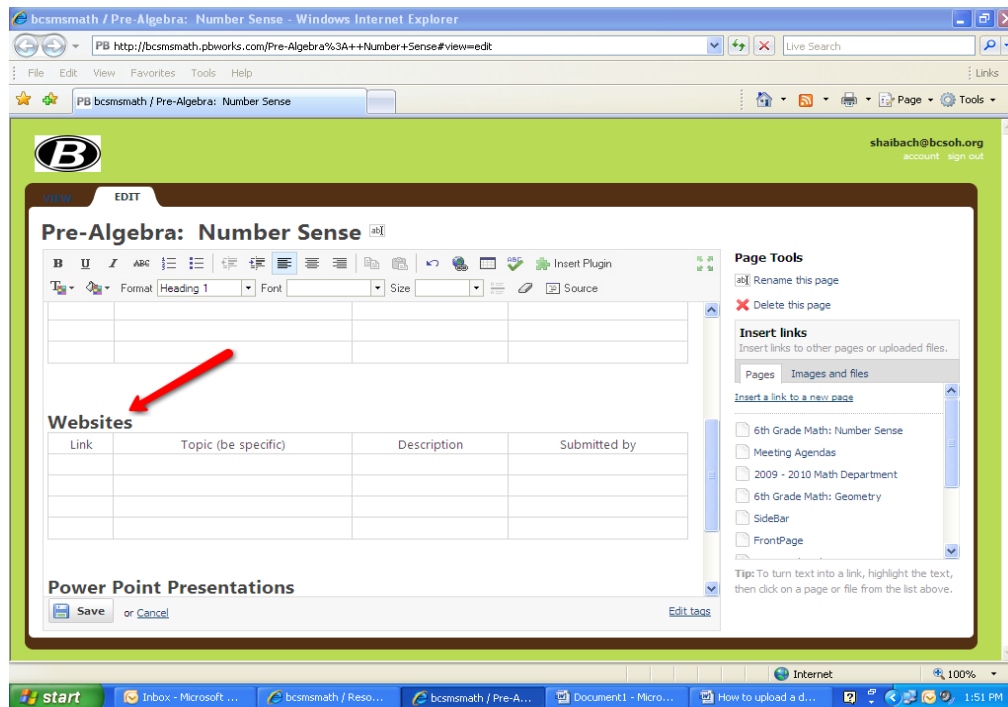 bcsmsmath / Pre-Algebra: Number Sense - Windows Internet Explorer
PB http://bcsmsmath.pbworks.com/Pre-Algebra%3A++Number+Sense#view=edit
Live Search
File Edit View Favorites Tools Help
Links
PB bcsmsmath / Pre-Algebra: Number Sense
Page
Tools
B
shaibach@bcsoh.org
account sign out
VIEW
EDIT
Pre-Algebra: Number Sense
B U I ABC Insert Plugin
Format Heading 1 Font Size Source
Websites
Link Topic (be specific) Description Submitted by
Power Point Presentations
Save or Cancel
Edit tags
Page Tools
Rename this page
Delete this page
Insert links
Insert links to other pages or uploaded files.
Pages Images and files
Insert a link to a new page
6th Grade Math: Number Sense
Meeting Agendas
2009 - 2010 Math Department
6th Grade Math: Geometry
SideBar
FrontPage
Tip: To turn text into a link, highlight the text,
then click on a page or file from the list above.
Internet
100%
start
Inbox - Microsoft ...
bcsmsmath / Reso...
bcsmsmath / Pre-A...
Document1 - Micro...
How to upload a d...
1:51 PM